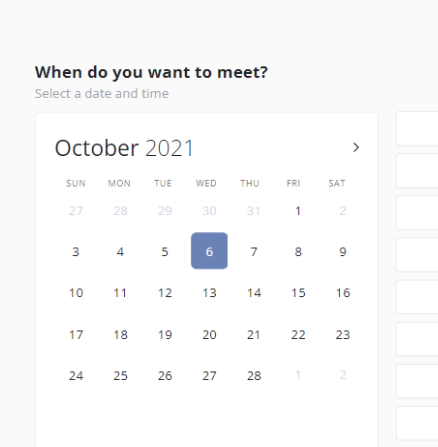 When do you want to meet?
Select a date and time
October 2021
SUN MON TUE WED THU FRI SAT
27 28 29 30 31 1 2
3 4 5 6 7 8 9
10 11 12 13 14 15 16
17 18 19 20 21 22 23
24 25 26 27 28 1 2